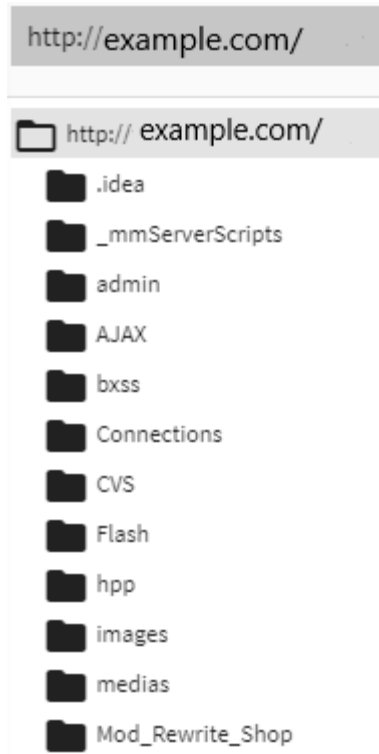 http://example.com/
http:// example.com/
.idea
_mmServerScripts
admin
AJAX
bxss
Connections
CVS
Flash
hpp
images
medias
Mod_Rewrite_Shop